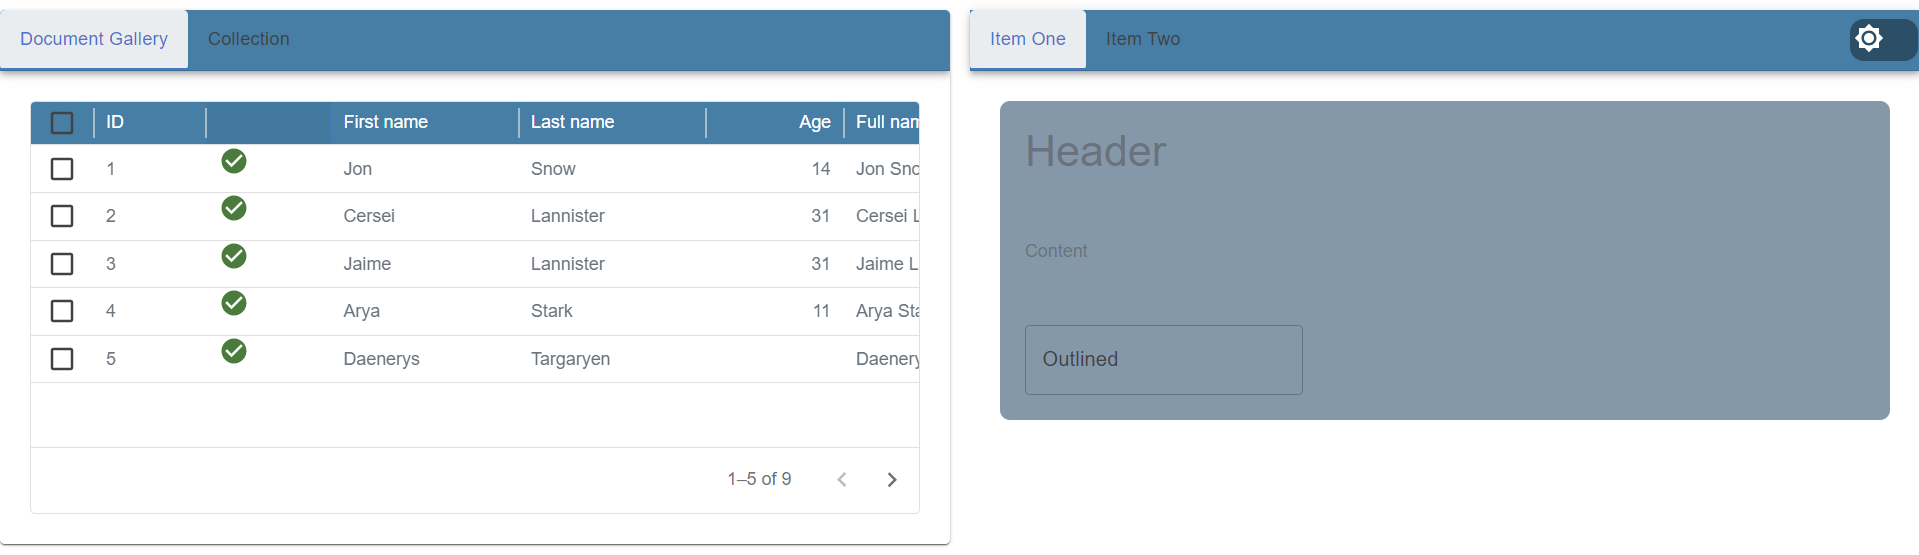 Document Gallery Collection
ID First name Last name Age Full nam
1 Jon Snow 14 Jon Sno
2 Cersei Lannister 31 Cersei L
3 Jaime Lannister 31 Jaime L
4 Arya Stark 11 Arya Sta
5 Daenerys Targaryen Daenery
1–5 of 9
Item One Item Two
Header
Content
Outlined